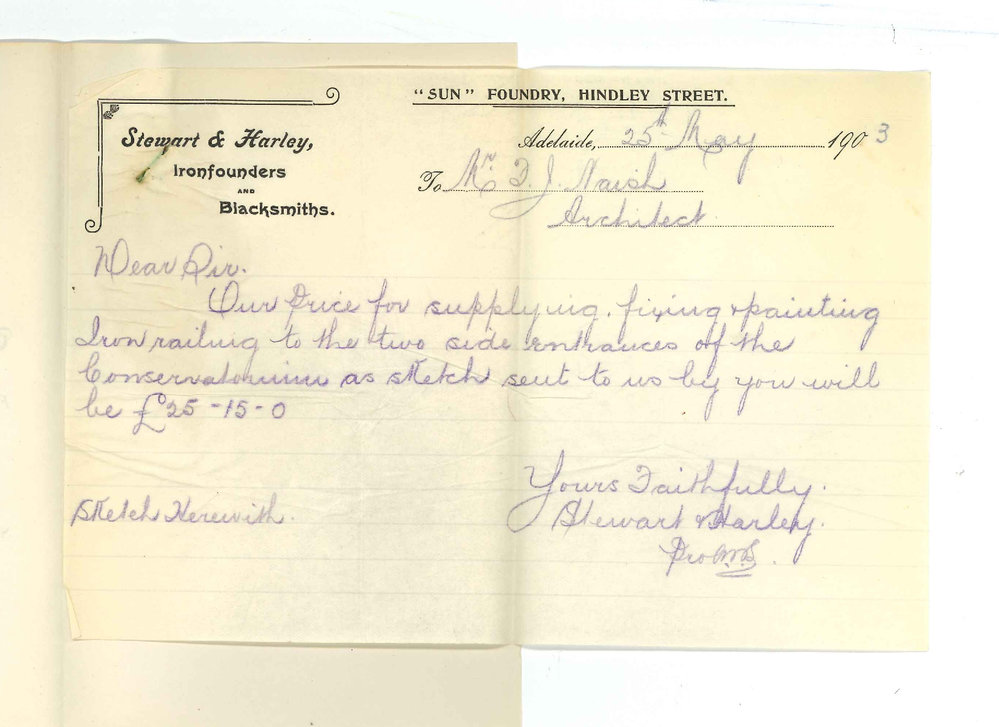 "SUN" FOUNDRY, HINDLEY STREET.
Stewart & Harley,
Ironfounders
AND
Blacksmiths.
Adelaide, 25th May 1903
To Mr. F. J. Naish
Architect.
Dear Sir.
Our Price for supplying. fixing & painting
Iron railing to the two side entrances of the
Conservatorium as sketch sent to us by you will
be £25-15-0
Yours Faithfully.
Stewart & Harley.
Pro
Sketch Herewith.